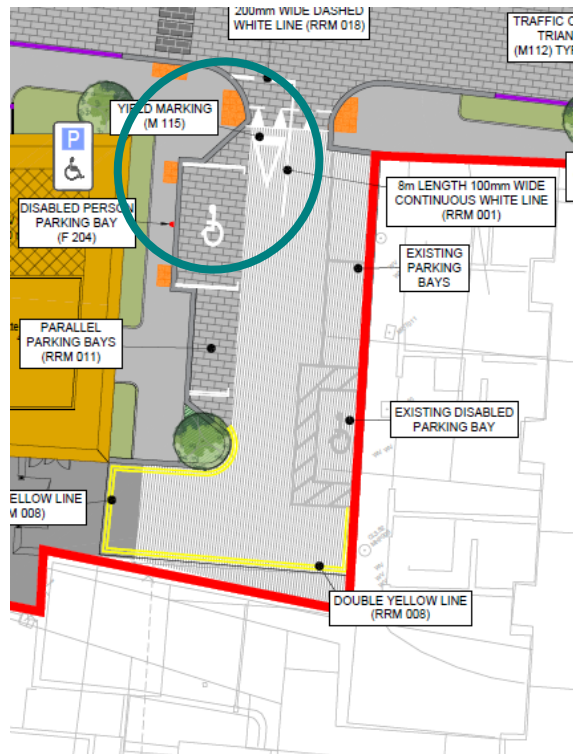 200mm WIDE DASHED
WHITE LINE (RRM 018)
TRAFFIC
TRIAN
(M112) TYP
YIELD MARKING
(M 115)
P
8m LENGTH 100mm WIDE
CONTINUOUS WHITE LINE
(RRM 001)
DISABLED PERSON
PARKING BAY
(F 204)
EXISTING
PARKING
BAYS
PARALLEL
PARKING BAYS
(RRM 011)
EXISTING DISABLED
PARKING BAY
ELLOW LINE
M 008)
DOUBLE YELLOW LINE
(RRM 008)